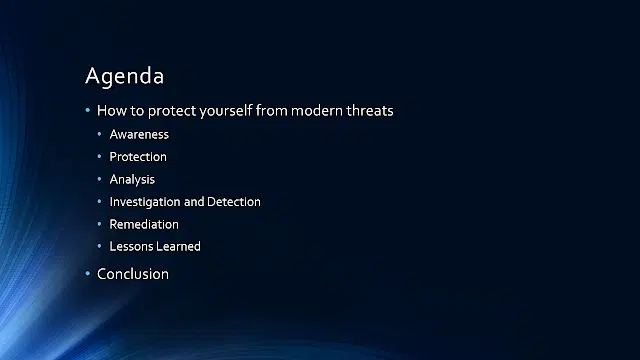 Agenda
• How to protect yourself from modern threats
• Awareness
• Protection
• Analysis
• Investigation and Detection
• Remediation
• Lessons Learned
• Conclusion